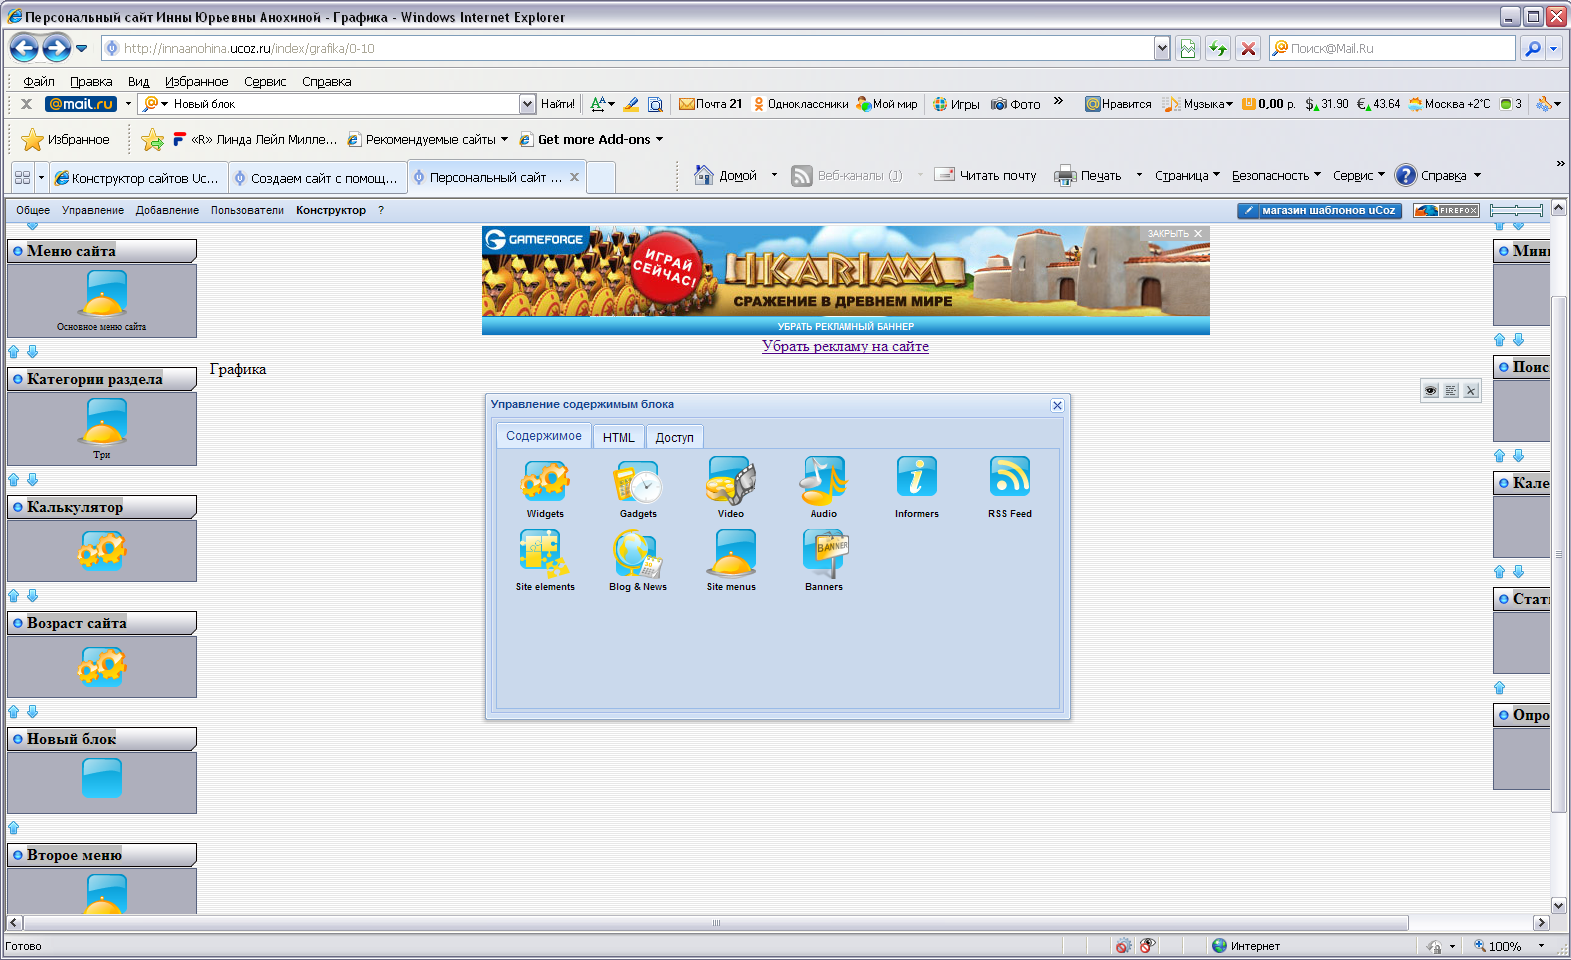 Персональный сайт Инны Юрьевны Анохиной - Графика - Windows Internet Explorer
http://innaanohina.ucoz.ru/index/grafika/0-10
Поиск@Mail.Ru
Файл Правка Вид Избранное Сервис Справка
@mail.ru Новый блок Найти! Почта 21 Одноклассники Мой мир Игры Фото » Нравится Музыка 0,00 р. $ 31.90 € 43.64 Москва +2°C 3
Избранное «R» Линда Лейл Милле... Рекомендуемые сайты Get more Add-ons
Конструктор сайтов Uc... Создаем сайт с помощ... Персональный сайт ... Домой Веб-каналы (J) Читать почту Печать Страница Безопасность Сервис Справка »
Общее Управление Добавление Пользователи Конструктор ? магазин шаблонов uCoz FIREFOX
GAMEFORGE
ИГРАЙ
СЕЙЧАС!
IKARIAM
СРАЖЕНИЕ В ДРЕВНЕМ МИРЕ
ЗАКРЫТЬ X
УБРАТЬ РЕКЛАМНЫЙ БАННЕР
Убрать рекламу на сайте
Меню сайта
Основное меню сайта
Категории раздела
Три
Калькулятор
Возраст сайта
Новый блок
Второе меню
Графика
Управление содержимым блока
Содержимое HTML Доступ
Widgets Gadgets Video Audio Informers RSS Feed
BANNER
Site elements Blog & News Site menus Banners
Мини
Поис
Кале
Стат
Опро
Готово Интернет 100%